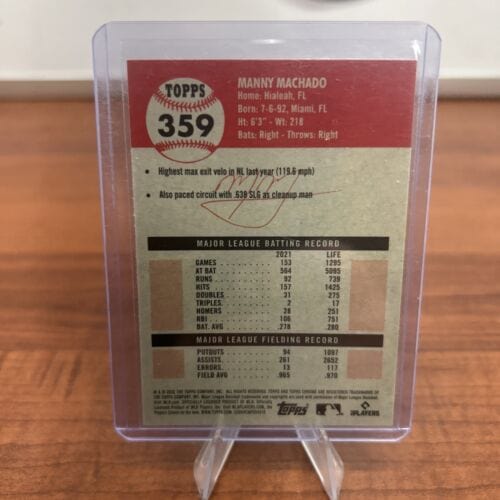 TOPPS
359
MANNY MACHADO
Home: Hialeah, FL
Born: 7-6-92, Miami, FL
Ht: 6'3" - Wt: 218
Bats: Right - Throws: Right
• Highest max exit velo in NL last year (119.6 mph)
• Also paced circuit with .639 SLG as cleanup man
MAJOR LEAGUE BATTING RECORD
2021 LIFE
GAMES 153 1295
AT BAT 564 5095
RUNS 92 739
HITS 157 1425
DOUBLES 31 275
TRIPLES 2 17
HOMERS 28 251
RBI 106 751
BAT. AVG .278 .280
MAJOR LEAGUE FIELDING RECORD
PUTOUTS 94 1097
ASSISTS 261 2652
ERRORS 13 117
FIELD AVG .965 .970
Topps
PLAYERS